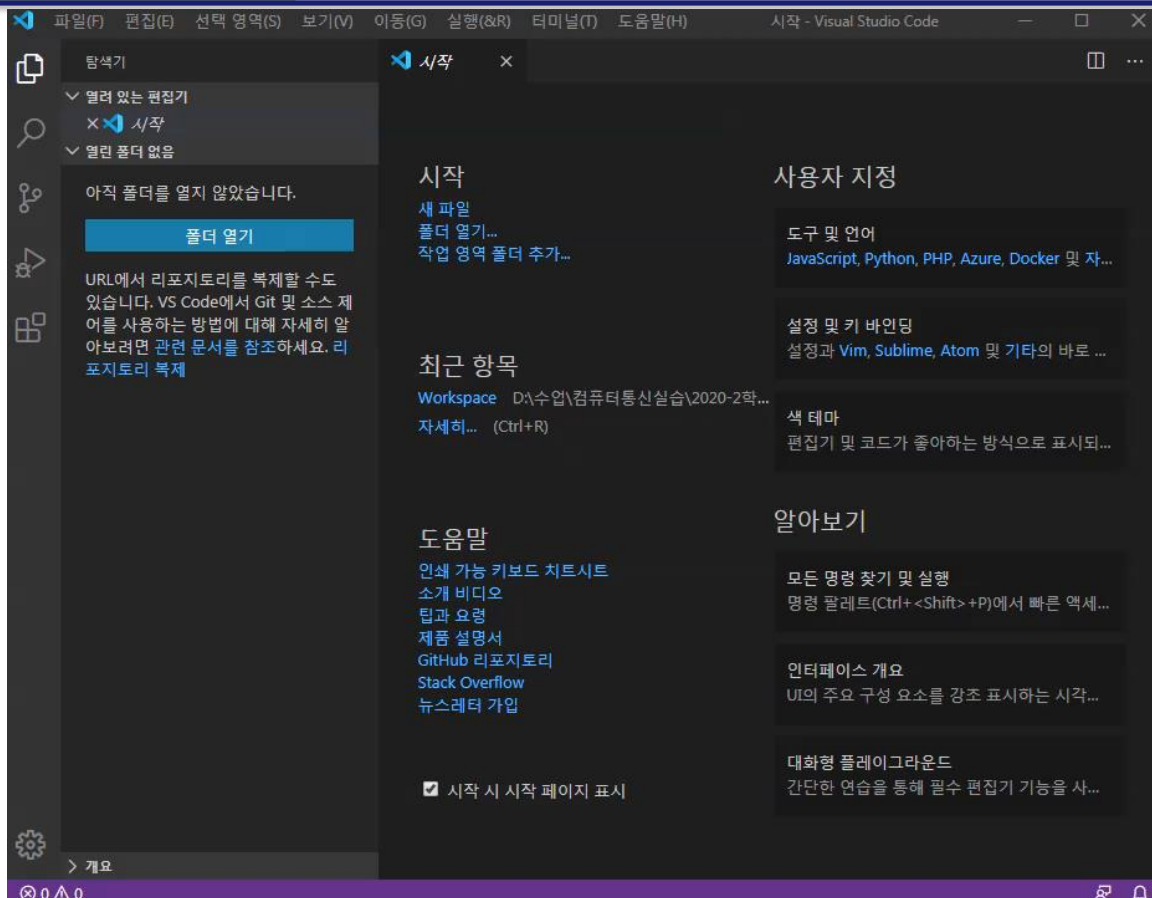 파일(F) 편집(E) 선택 영역(S) 보기(V) 이동(G) 실행(&R) 터미널(T) 도움말(H) 시작 - Visual Studio Code
탐색기
열려 있는 편집기
시작
열린 폴더 없음
아직 폴더를 열지 않았습니다.
폴더 열기
URL에서 리포지토리를 복제할 수도
있습니다. VS Code에서 Git 및 소스 제
어를 사용하는 방법에 대해 자세히 알
아보려면 관련 문서를 참조하세요. 리
포지토리 복제
개요
시작
시작
새 파일
폴더 열기...
작업 영역 폴더 추가...
최근 항목
Workspace D:\수업\컴퓨터통신실습\2020-2학...
자세히... (Ctrl+R)
도움말
인쇄 가능 키보드 치트시트
소개 비디오
팁과 요령
제품 설명서
GitHub 리포지토리
Stack Overflow
뉴스레터 가입
시작 시 시작 페이지 표시
사용자 지정
도구 및 언어
JavaScript, Python, PHP, Azure, Docker 및 자...
설정 및 키 바인딩
설정과 Vim, Sublime, Atom 및 기타의 바로 ...
색 테마
편집기 및 코드가 좋아하는 방식으로 표시되...
알아보기
모든 명령 찾기 및 실행
명령 팔레트(Ctrl+<Shift>+P)에서 빠른 액세...
인터페이스 개요
UI의 주요 구성 요소를 강조 표시하는 시각...
대화형 플레이그라운드
간단한 연습을 통해 필수 편집기 기능을 사...
0 0